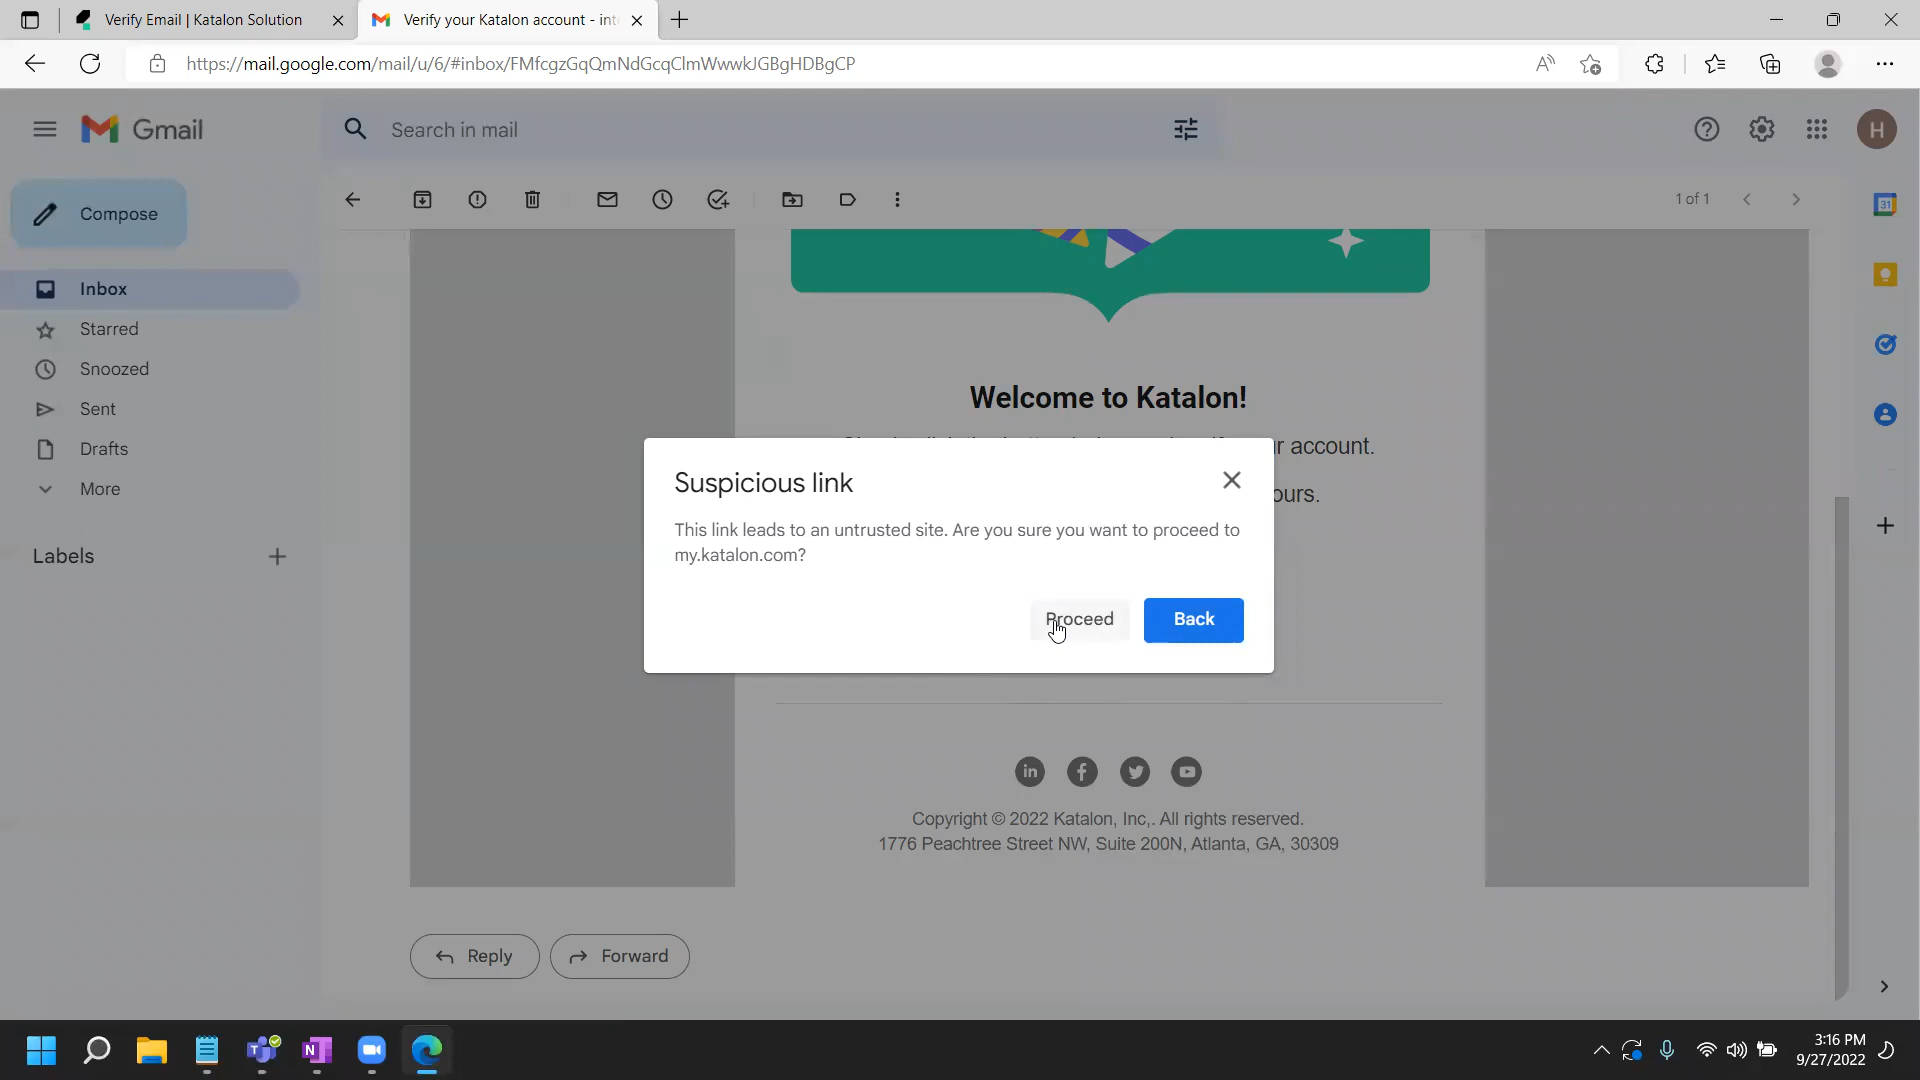 Verify Email | Katalon Solution
Verify your Katalon account - int
https://mail.google.com/mail/u/6/#inbox/FMfcgzGqQmNdGcqClmWwwkJGBgHDBgCP
Gmail
Search in mail
H
Compose
1 of 1
31
Inbox
Starred
Snoozed
Sent
Drafts
More
Labels
Welcome to Katalon!
r account.
ours.
Suspicious link
This link leads to an untrusted site. Are you sure you want to proceed to
my.katalon.com?
Proceed
Back
Copyright © 2022 Katalon, Inc,. All rights reserved.
1776 Peachtree Street NW, Suite 200N, Atlanta, GA, 30309
Reply
Forward
3:16 PM
9/27/2022